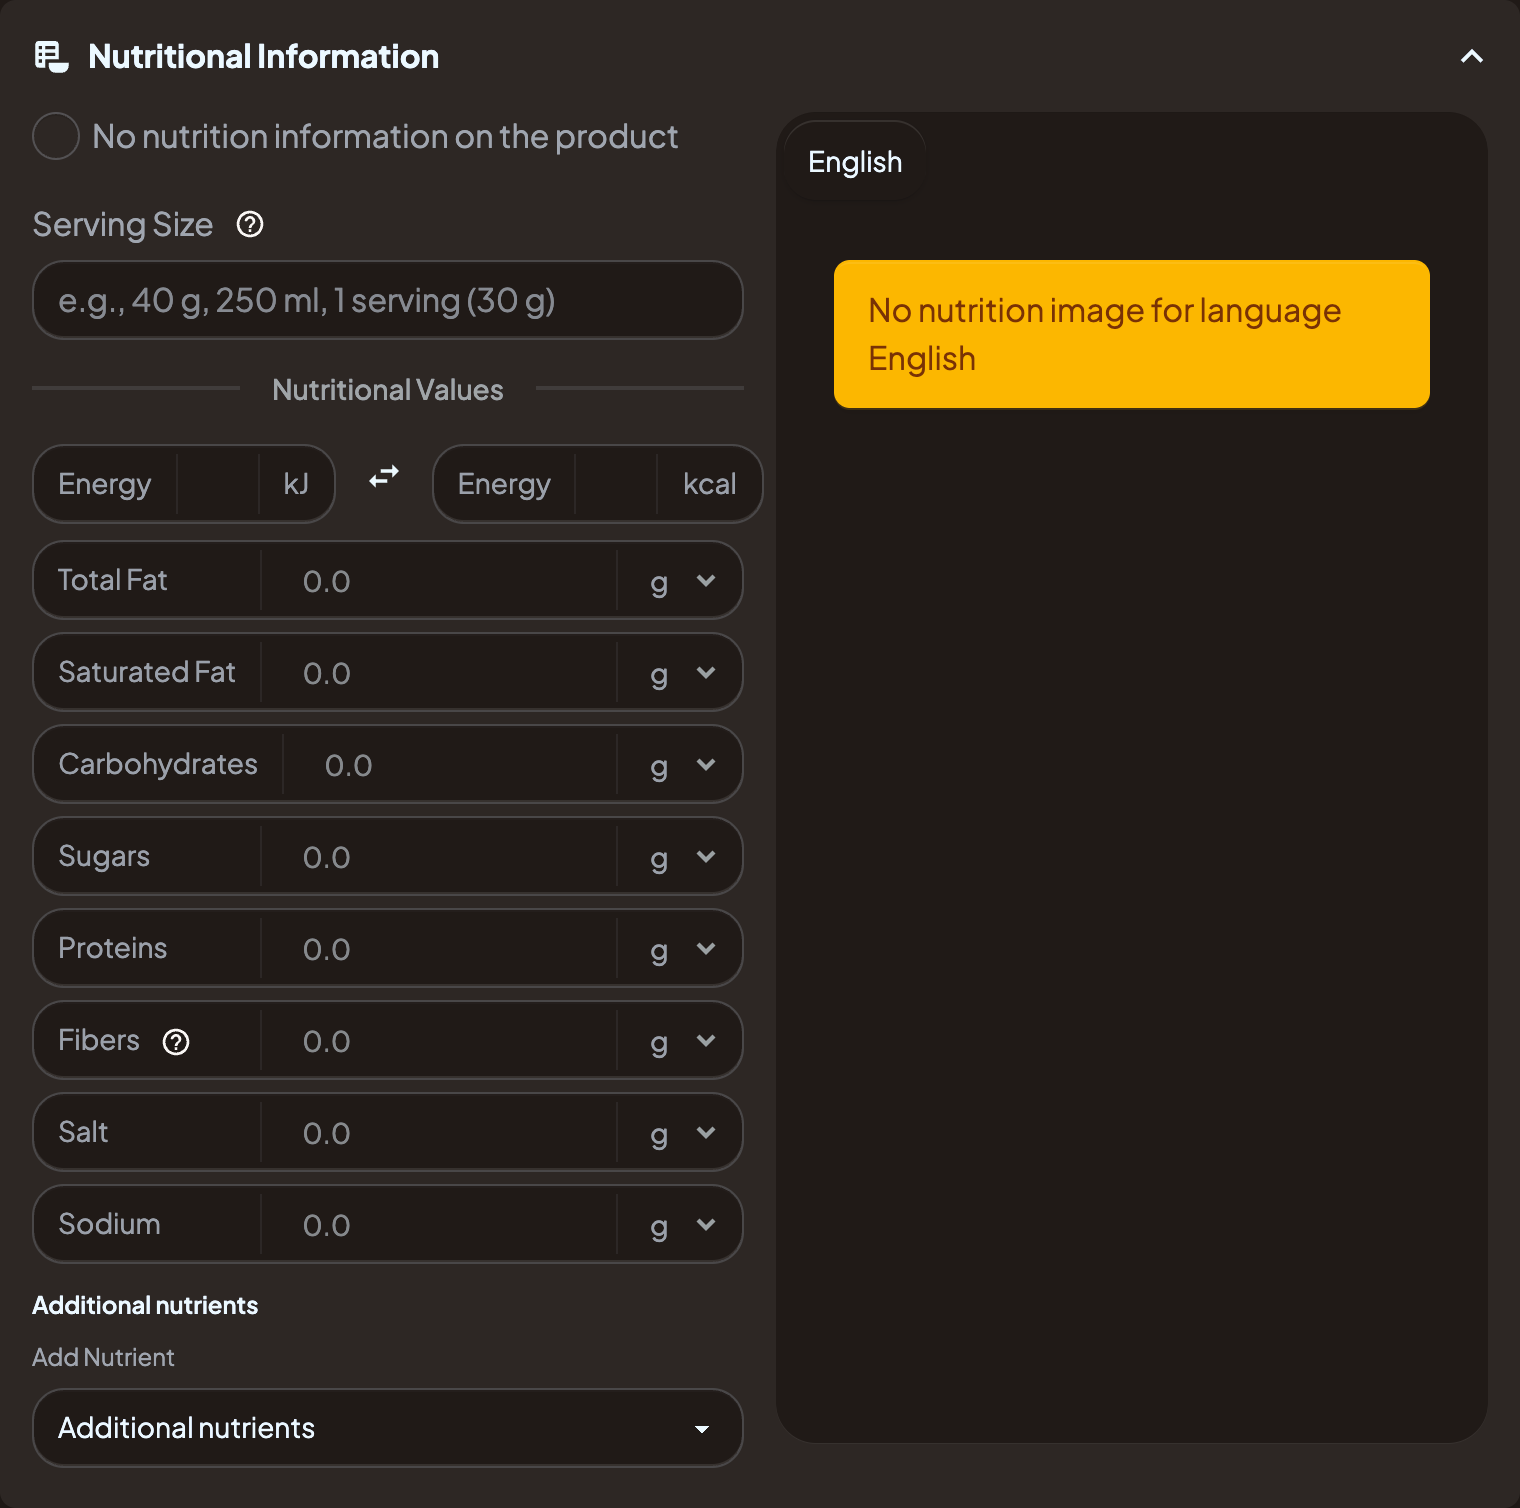 Nutritional Information
No nutrition information on the product
Serving Size
e.g., 40 g, 250 ml, 1 serving (30 g)
Nutritional Values
Energy kJ Energy kcal
Total Fat 0.0 g
Saturated Fat 0.0 g
Carbohydrates 0.0 g
Sugars 0.0 g
Proteins 0.0 g
Fibers 0.0 g
Salt 0.0 g
Sodium 0.0 g
Additional nutrients
Add Nutrient
Additional nutrients
English
No nutrition image for language
English